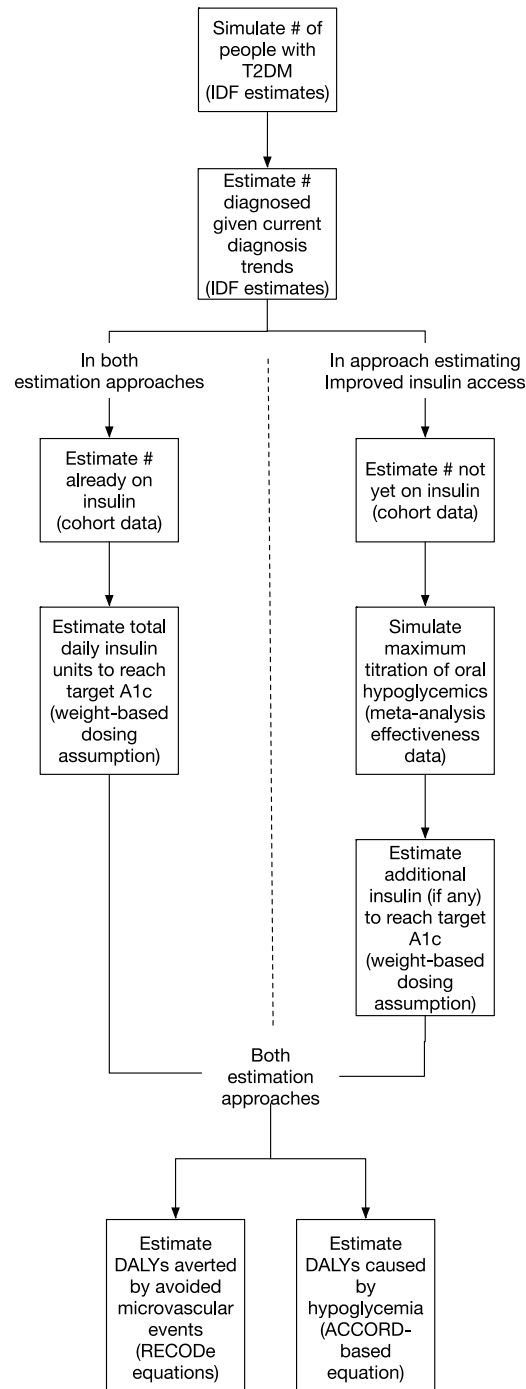 Simulate # of
people with
T2DM
(IDF estimates)
Estimate #
diagnosed
given current
diagnosis
trends
(IDF estimates)
In both
estimation approaches
Estimate #
already on
insulin
(cohort data)
Estimate total
daily insulin
units to reach
target A1c
(weight-based
dosing
assumption)
In approach estimating
Improved insulin access
Estimate # not
yet on insulin
(cohort data)
Simulate
maximum
titration of oral
hypoglycemics
(meta-analysis
effectiveness
data)
Estimate
additional
insulin (if any)
to reach target
A1c
(weight-based
dosing
assumption)
Both
estimation
approaches
Estimate
DALYs averted
by avoided
microvascular
events
(RECODe
equations)
Estimate
DALYs caused
by
hypoglycemia
(ACCORD-
based
equation)